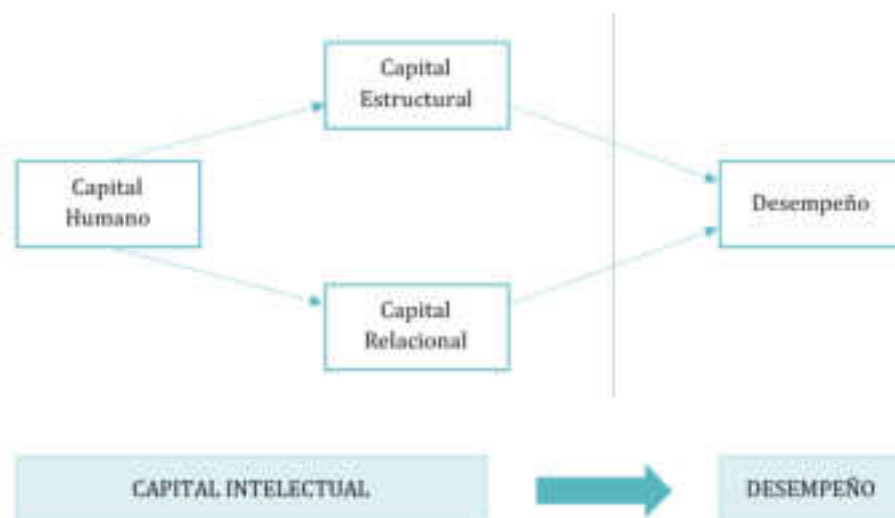 Capital
Estructural
Capital
Humano
Desempeño
Capital
Relacional
CAPITAL INTELECTUAL
DESEMPEÑO